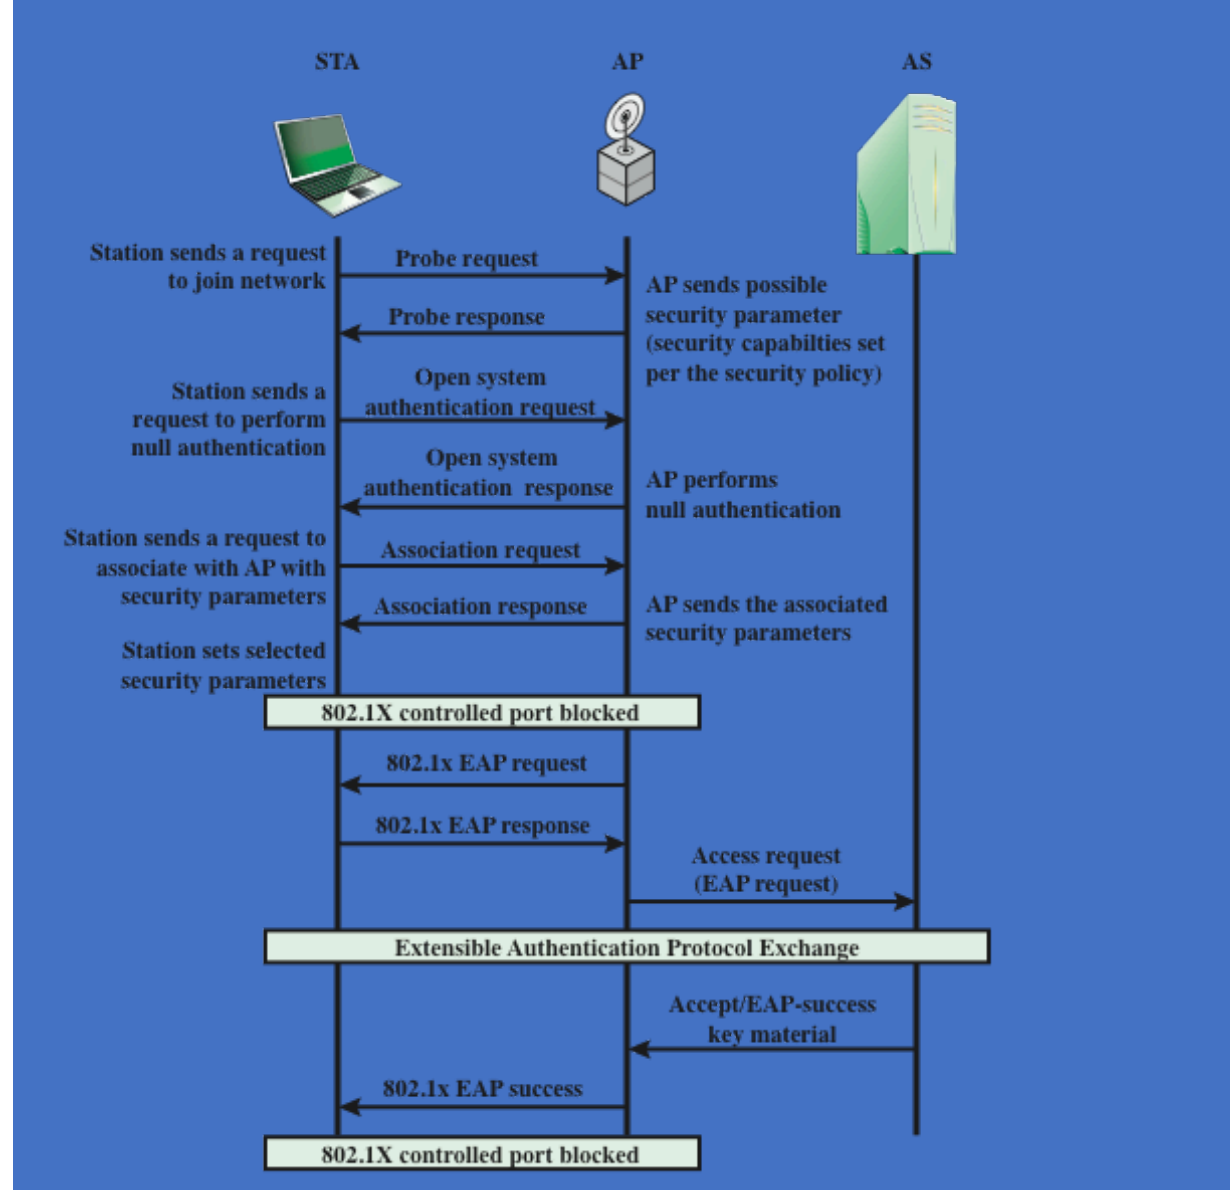 STA
AP
AS
Station sends a request
to join network
Probe request
AP sends possible
security parameter
(security capabilties set
per the security policy)
Probe response
Station sends a
request to perform
null authentication
Open system
authentication request
Open system
authentication response
AP performs
null authentication
Station sends a request to
associate with AP with
security parameters
Association request
Association response
AP sends the associated
security parameters
Station sets selected
security parameters
802.1X controlled port blocked
802.1x EAP request
802.1x EAP response
Access request
(EAP request)
Extensible Authentication Protocol Exchange
Accept/EAP-success
key material
802.1x EAP success
802.1X controlled port blocked